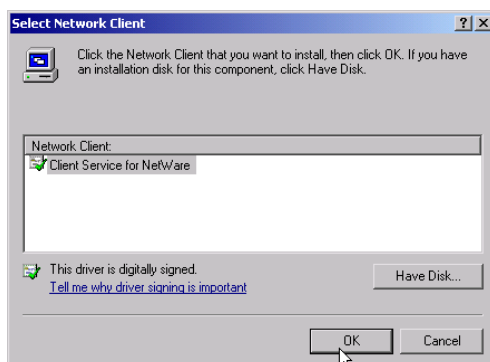 Select Network Client
Click the Network Client that you want to install, then click OK. If you have
an installation disk for this component, click Have Disk.
Network Client:
Client Service for NetWare
This driver is digitally signed.
Tell me why driver signing is important
Have Disk...
OK
Cancel